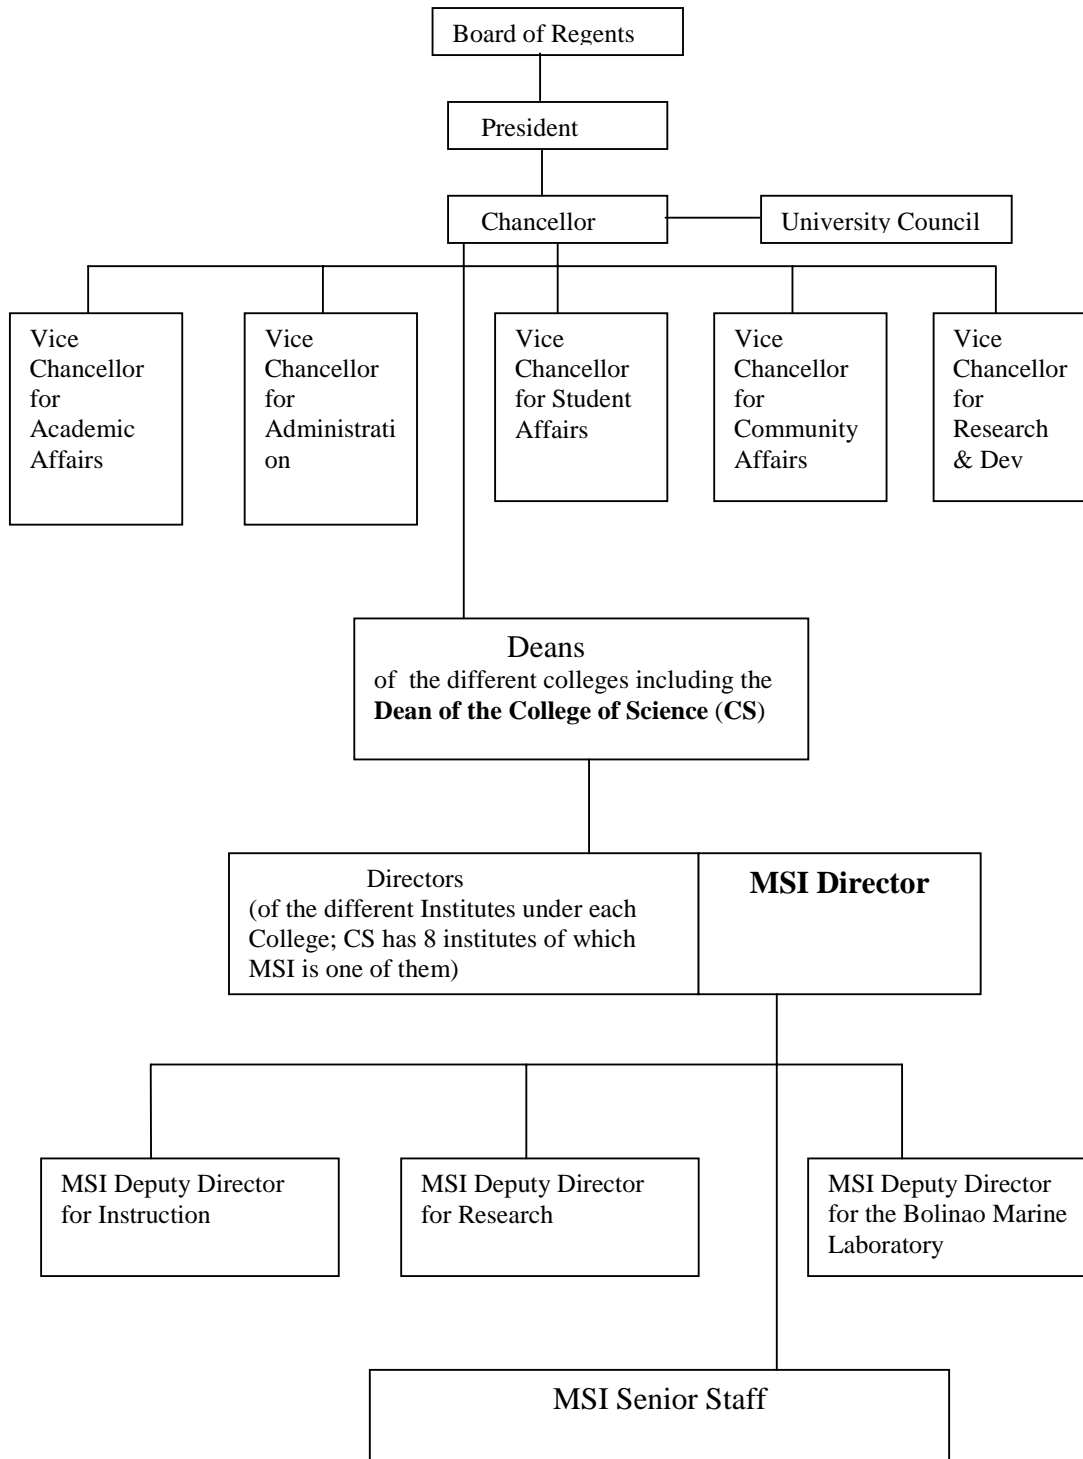 Board of Regents
President
Chancellor
University Council
Vice
Chancellor
for
Academic
Affairs
Vice
Chancellor
for
Administrati
on
Vice
Chancellor
for Student
Affairs
Vice
Chancellor
for
Community
Affairs
Vice
Chancellor
for
Research
& Dev
Deans
of the different colleges including the
Dean of the College of Science (CS)
Directors
(of the different Institutes under each
College; CS has 8 institutes of which
MSI is one of them)
MSI Director
MSI Deputy Director
for Instruction
MSI Deputy Director
for Research
MSI Deputy Director
for the Bolinao Marine
Laboratory
MSI Senior Staff